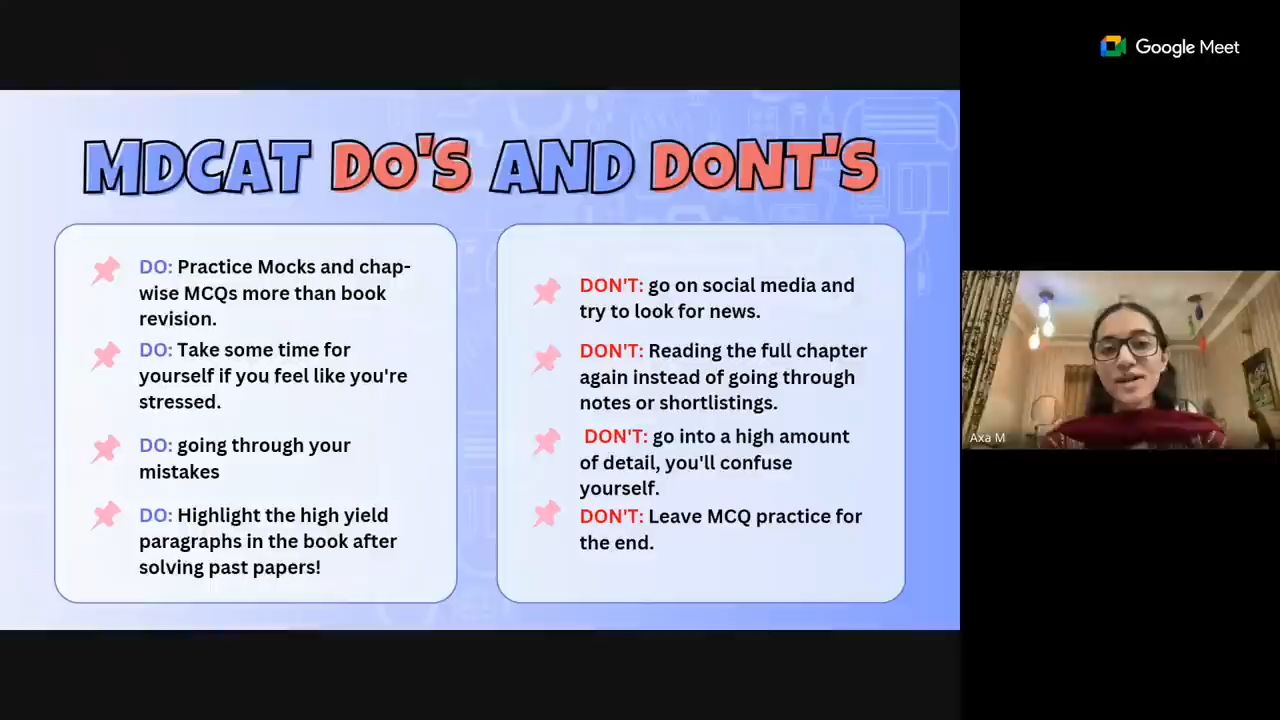 Google Meet
MDCAT DO'S AND DONT'S
DO: Practice Mocks and chap-
wise MCQs more than book
revision.
DO: Take some time for
yourself if you feel like you're
stressed.
DO: going through your
mistakes
DO: Highlight the high yield
paragraphs in the book after
solving past papers!
DON'T: go on social media and
try to look for news.
DON'T: Reading the full chapter
again instead of going through
notes or shortlistings.
DON'T: go into a high amount
of detail, you'll confuse
yourself.
DON'T: Leave MCQ practice for
the end.
Axa M